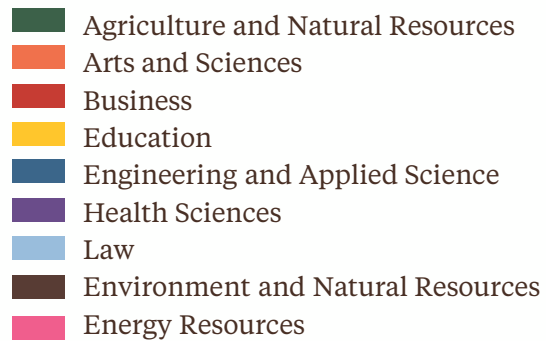 Agriculture and Natural Resources
Arts and Sciences
Business
Education
Engineering and Applied Science
Health Sciences
Law
Environment and Natural Resources
Energy Resources